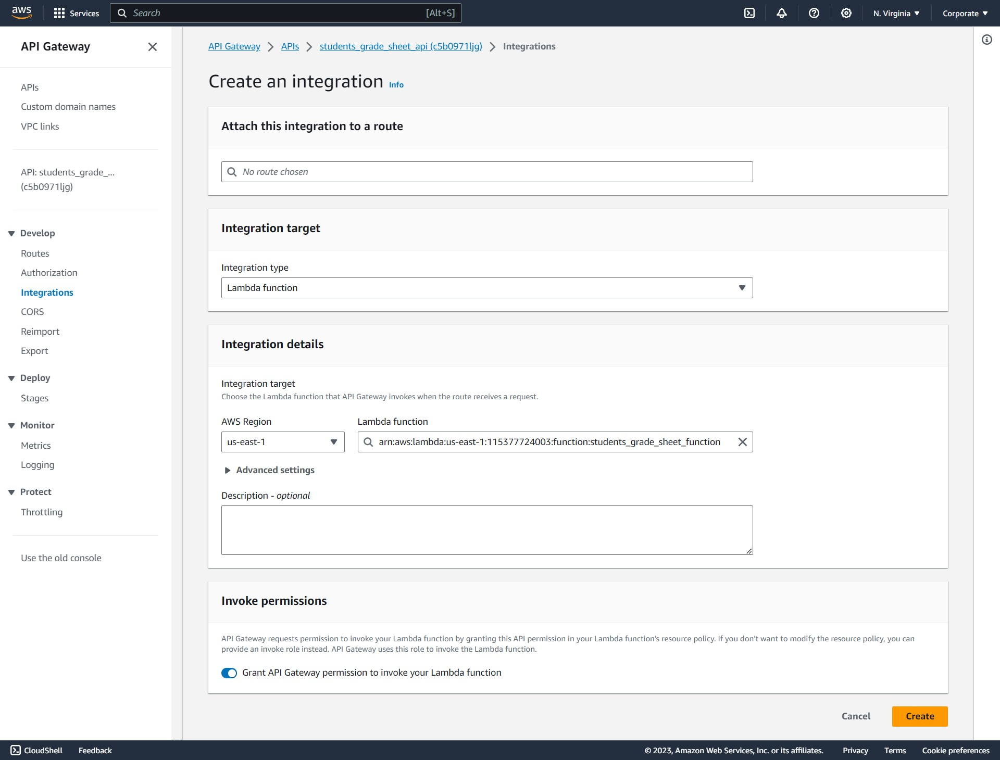 aws
Services
Search
[Alt+S]
N. Virginia
Corporate
API Gateway
APIs
Custom domain names
VPC links
API: students_grade_...
(c5b0971ljg)
Develop
Routes
Authorization
Integrations
CORS
Reimport
Export
Deploy
Stages
Monitor
Metrics
Logging
Protect
Throttling
Use the old console
API Gateway > APIs > students_grade_sheet_api (c5b0971ljg) > Integrations
Create an integration Info
Attach this integration to a route
No route chosen
Integration target
Integration type
Lambda function
Integration details
Integration target
Choose the Lambda function that API Gateway invokes when the route receives a request.
AWS Region
us-east-1
Lambda function
arn:aws:lambda:us-east-1:115377724003:function:students_grade_sheet_function
Advanced settings
Description - optional
Invoke permissions
API Gateway requests permission to invoke your Lambda function by granting this API permission in your Lambda function's resource policy. If you don't want to modify the resource policy, you can
provide an invoke role instead. API Gateway uses this role to invoke the Lambda function.
Grant API Gateway permission to invoke your Lambda function
Cancel
Create
CloudShell
Feedback
© 2023, Amazon Web Services, Inc. or its affiliates.
Privacy
Terms
Cookie preferences